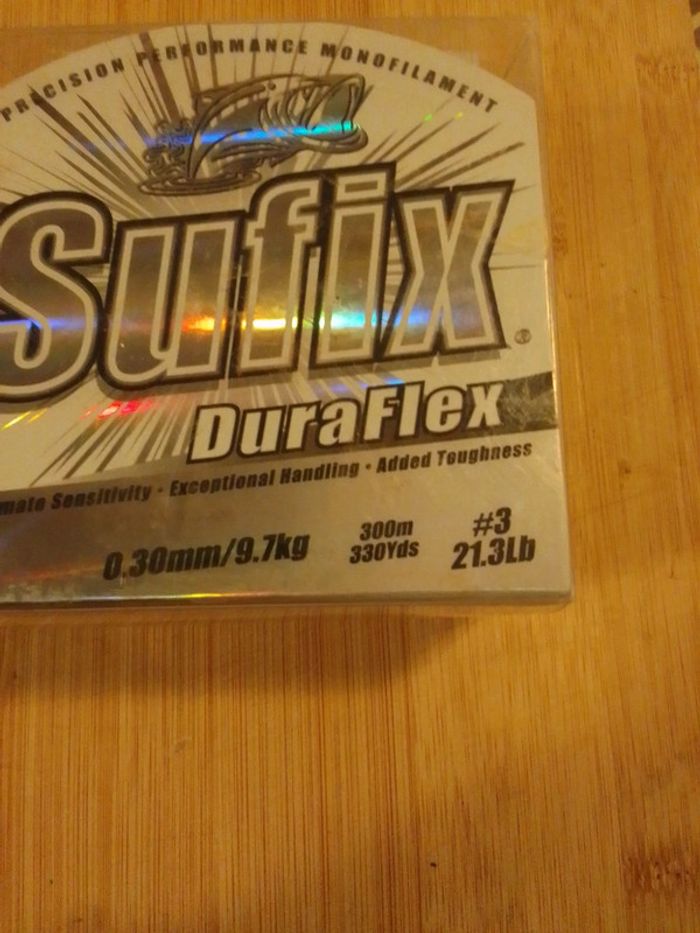 PRECISION PERFORMANCE MONOFILAMENT
Sufix®
DuraFlex
mate Sensitivity • Exceptional Handling • Added Toughness
0.30mm/9.7kg
300m
330Yds
#3
21.3Lb